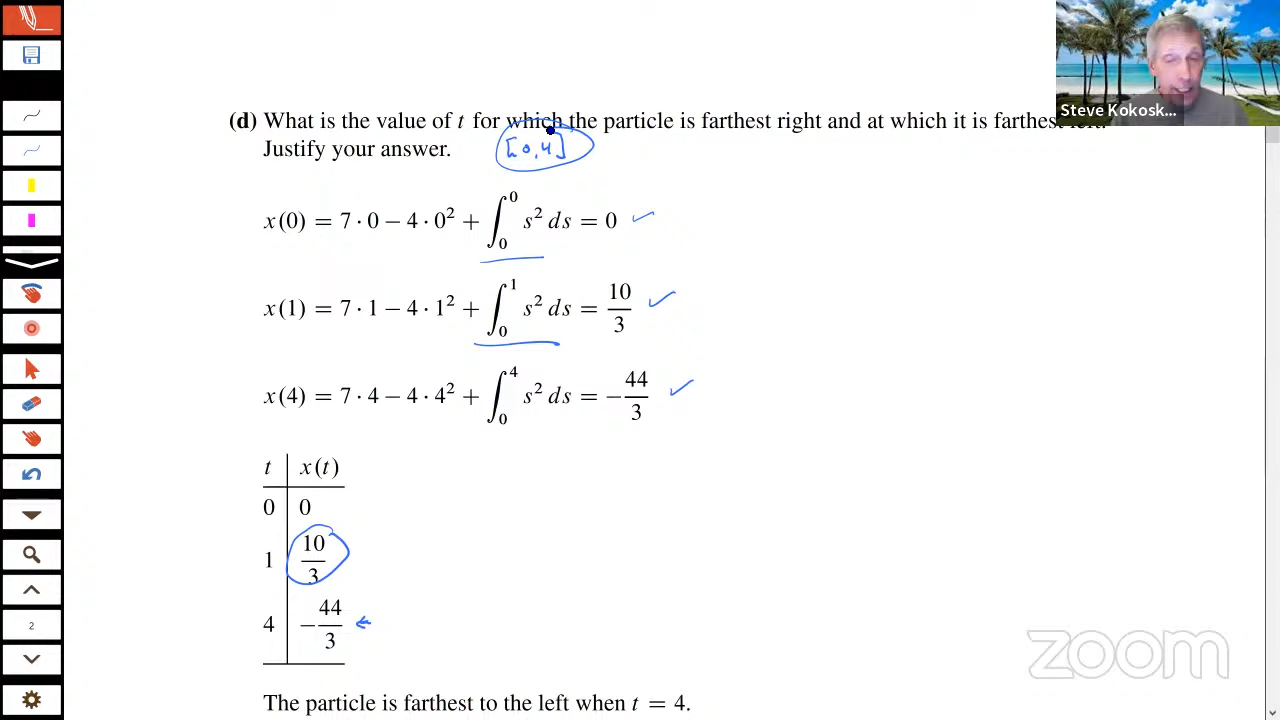 Steve Kokosk...
(d) What is the value of t for which the particle is farthest right and at which it is farthest left.
Justify your answer.
[0,4]
x(0) = 7 · 0 − 4 · 0² + ∫₀⁰ s² ds = 0 ✓
x(1) = 7 · 1 − 4 · 1² + ∫₀¹ s² ds = 10/3 ✓
x(4) = 7 · 4 − 4 · 4² + ∫₀⁴ s² ds = −44/3 ✓
t x(t)
0 0
1 10/3
4 −44/3 ←
2
zoom
The particle is farthest to the left when t = 4.